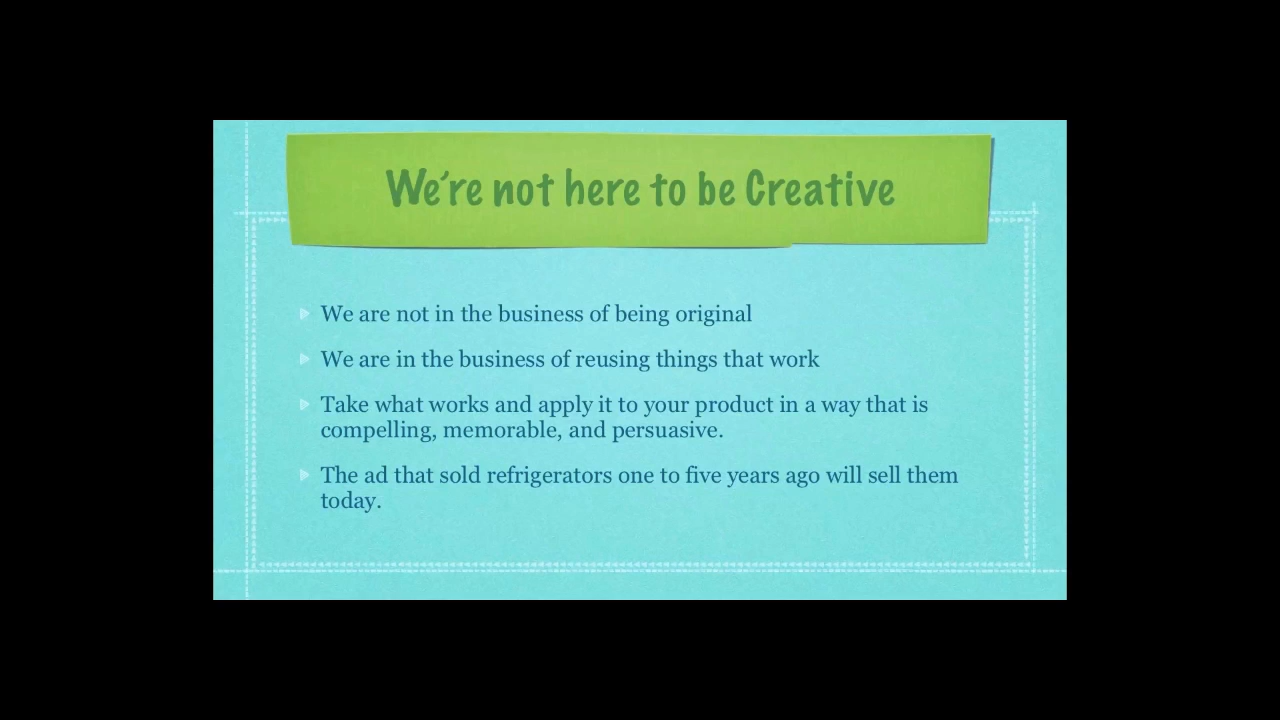 We're not here to be Creative
We are not in the business of being original
We are in the business of reusing things that work
Take what works and apply it to your product in a way that is
compelling, memorable, and persuasive.
The ad that sold refrigerators one to five years ago will sell them
today.